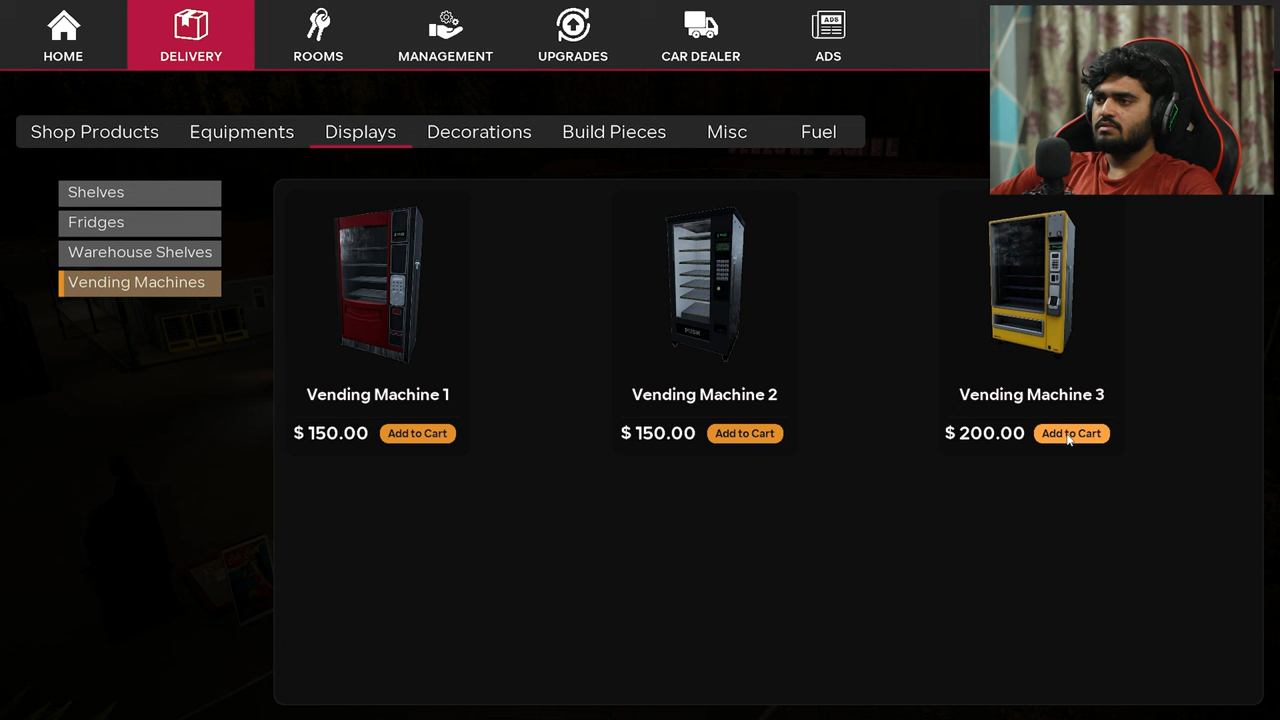 HOME
DELIVERY
ROOMS
MANAGEMENT
UPGRADES
CAR DEALER
ADS
ADS
Shop Products
Equipments
Displays
Decorations
Build Pieces
Misc
Fuel
Shelves
Fridges
Warehouse Shelves
Vending Machines
PUSH
Vending Machine 1
Vending Machine 2
Vending Machine 3
$ 150.00 Add to Cart
$ 150.00 Add to Cart
$ 200.00 Add to Cart